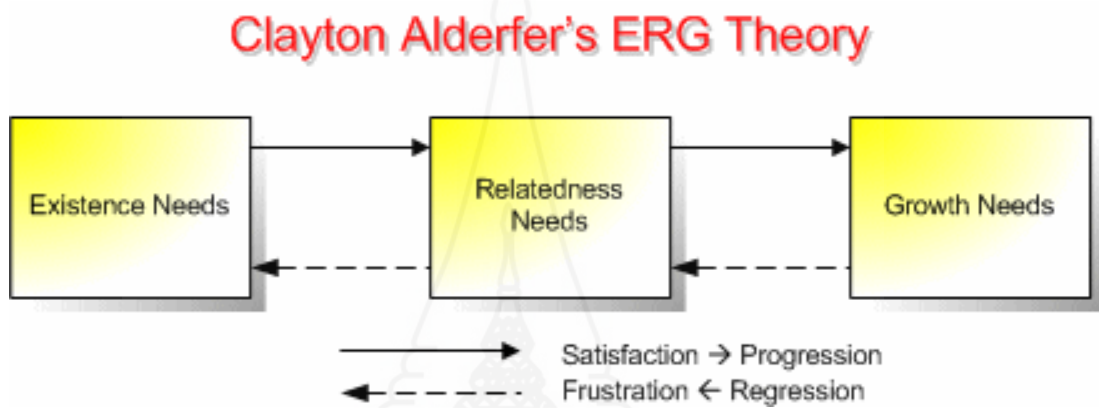 Clayton Alderfer's ERG Theory
Existence Needs
Relatedness
Needs
Growth Needs
Satisfaction → Progression
Frustration ← Regression